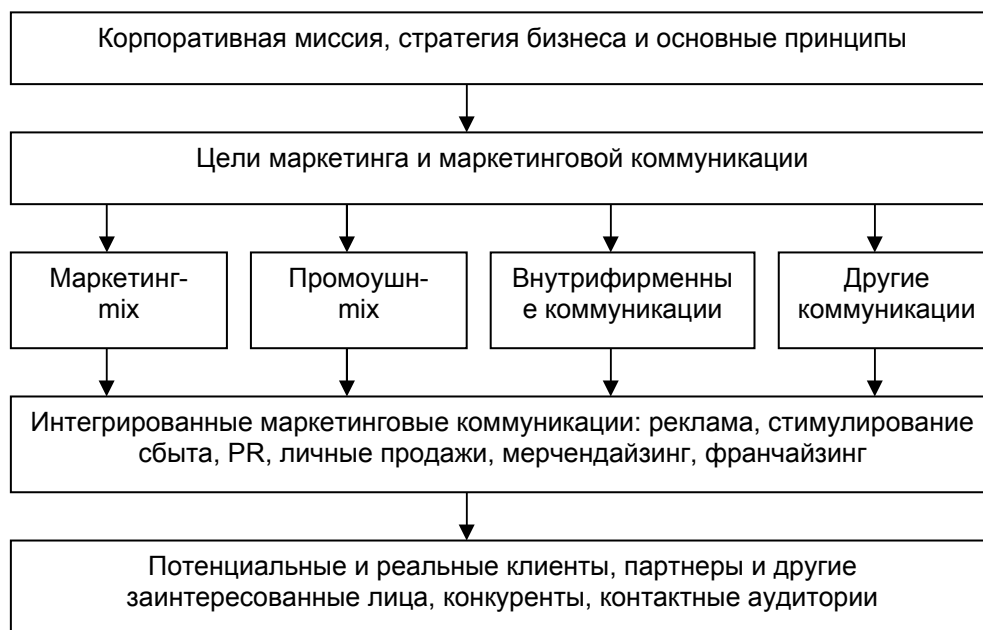 Корпоративная миссия, стратегия бизнеса и основные принципы
Цели маркетинга и маркетинговой коммуникации
Маркетинг-
mix
Промоушн-
mix
Внутрифирменны
е коммуникации
Другие
коммуникации
Интегрированные маркетинговые коммуникации: реклама, стимулирование
сбыта, PR, личные продажи, мерчендайзинг, франчайзинг
Потенциальные и реальные клиенты, партнеры и другие
заинтересованные лица, конкуренты, контактные аудитории